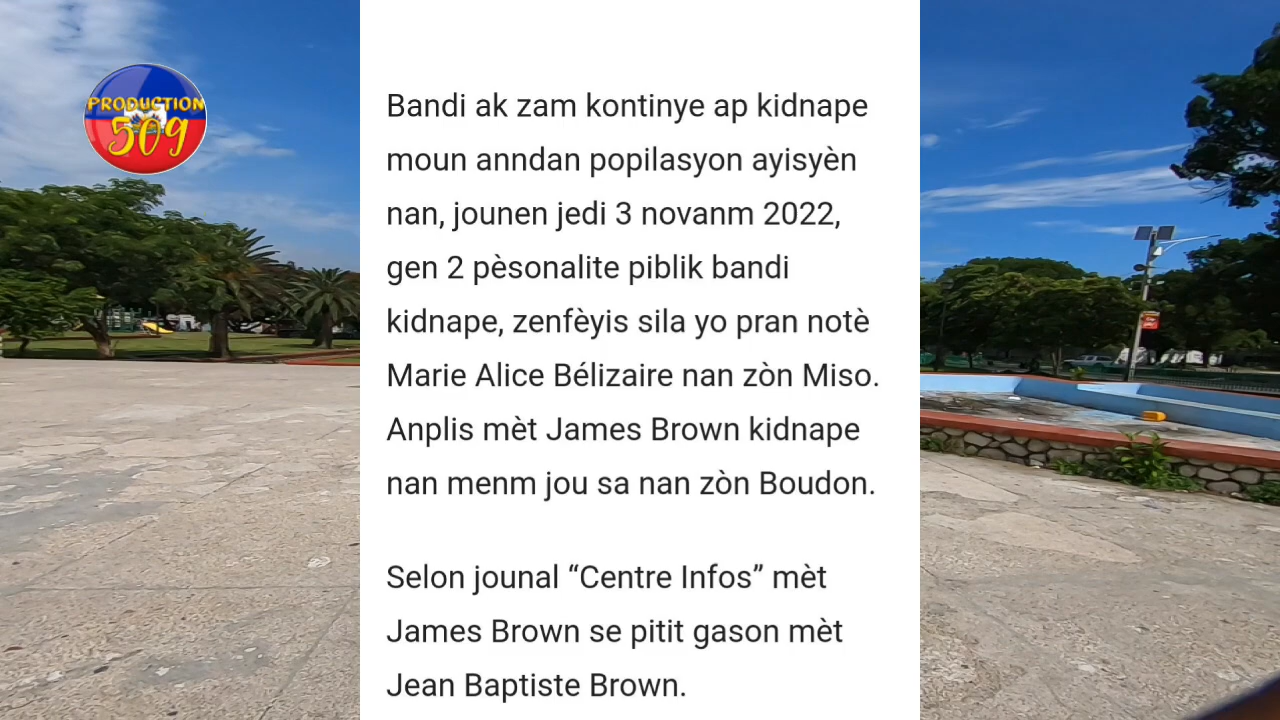 PRODUCTION
509
Bandi ak zam kontinye ap kidnape
moun anndan popilasyon ayisyèn
nan, jounen jedi 3 novanm 2022,
gen 2 pèsonalite piblik bandi
kidnape, zenfèyis sila yo pran notè
Marie Alice Bélizaire nan zòn Miso.
Anplis mèt James Brown kidnape
nan menm jou sa nan zòn Boudon.
Selon jounal “Centre Infos” mèt
James Brown se pitit gason mèt
Jean Baptiste Brown.